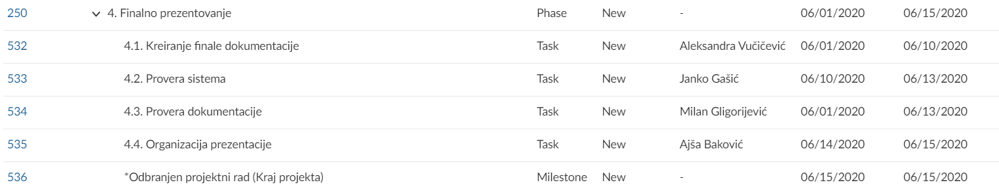 250 4. Finalno prezentovanje Phase New - 06/01/2020 06/15/2020
532 4.1. Kreiranje finale dokumentacije Task New Aleksandra Vučičević 06/01/2020 06/10/2020
533 4.2. Provera sistema Task New Janko Gašić 06/10/2020 06/13/2020
534 4.3. Provera dokumentacije Task New Milan Gligorijević 06/01/2020 06/13/2020
535 4.4. Organizacija prezentacije Task New Ajša Baković 06/14/2020 06/15/2020
536 *Odbranjen projektni rad (Kraj projekta) Milestone New - 06/15/2020 06/15/2020